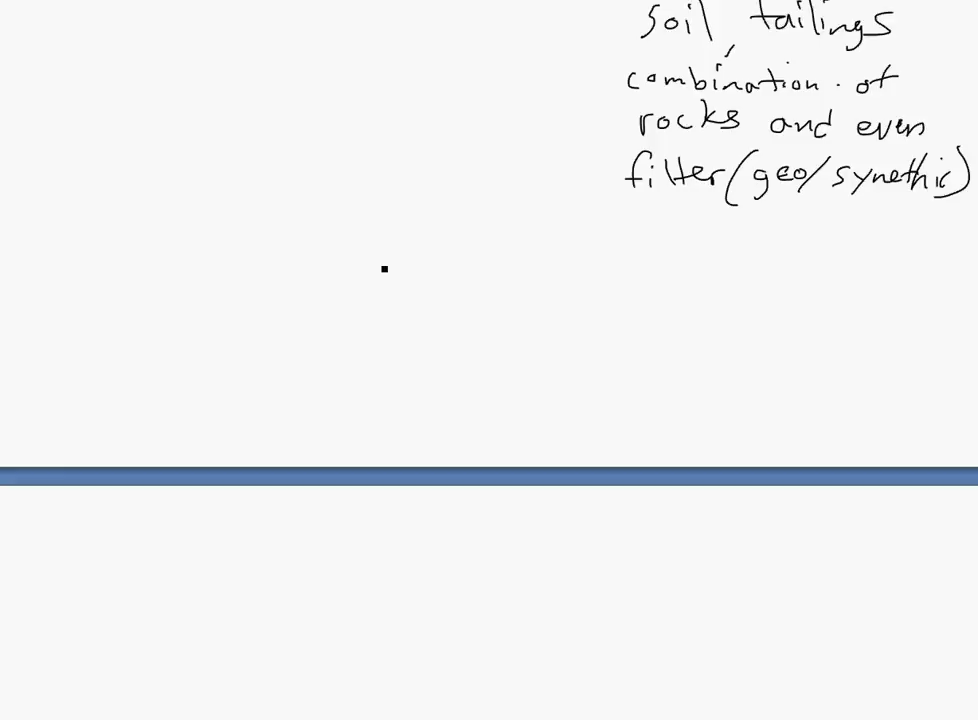 soil, tailings
combination of
rocks and even
filter(geo/synethic)